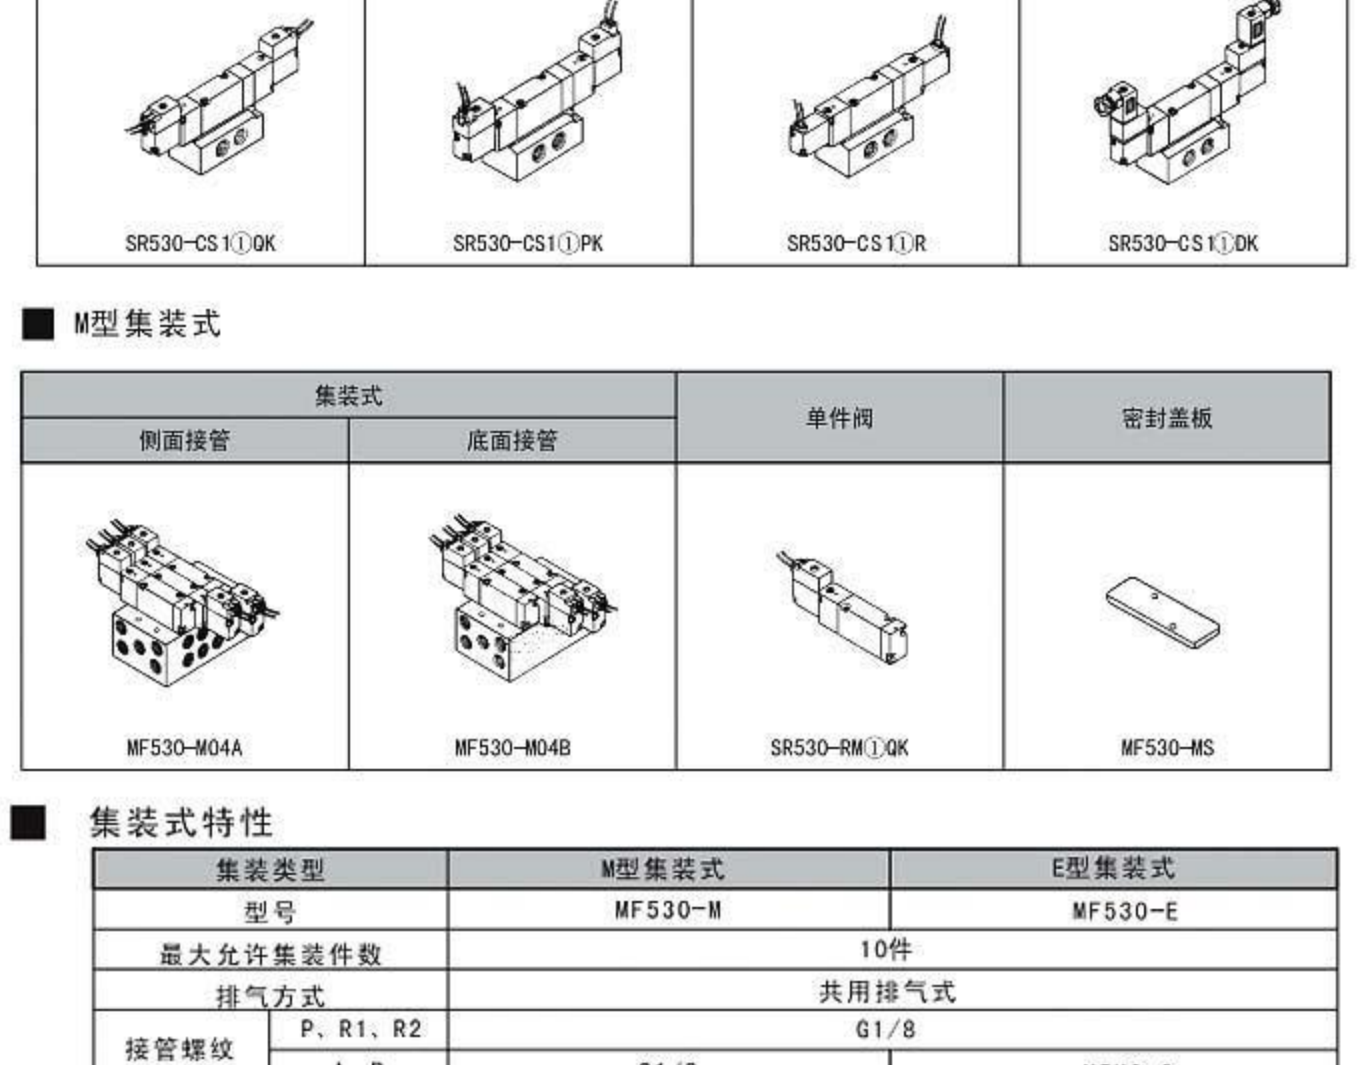 SR530-CS1①QK SR530-CS1①PK SR530-CS1①R SR530-CS1①DK
■ M型集装式
集装式 单件阀 密封盖板
侧面接管 底面接管
MF530-M04A MF530-M04B SR530-RM①QK MF530-MS
■ 集装式特性
集装类型 M型集装式 E型集装式
型号 MF530-M MF530-E
最大允许集装件数 10件
排气方式 共用排气式
接管螺纹 P、R1、R2 G1/8